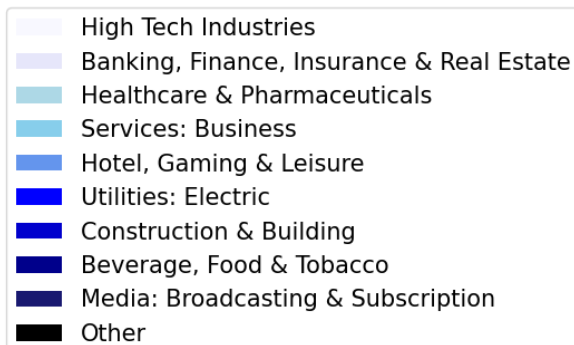 High Tech Industries
Banking, Finance, Insurance & Real Estate
Healthcare & Pharmaceuticals
Services: Business
Hotel, Gaming & Leisure
Utilities: Electric
Construction & Building
Beverage, Food & Tobacco
Media: Broadcasting & Subscription
Other